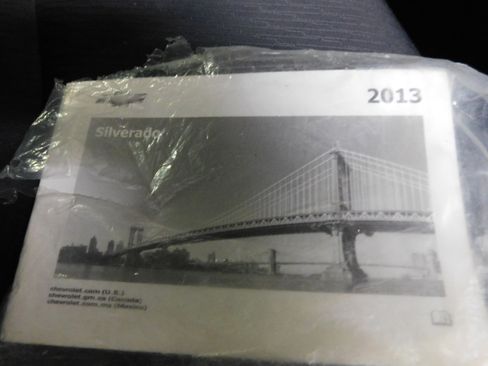 2013
Silverado
chevrolet.com (U.S.)
chevrolet.gm.ca (Canada)
chevrolet.com.mx (Mexico)